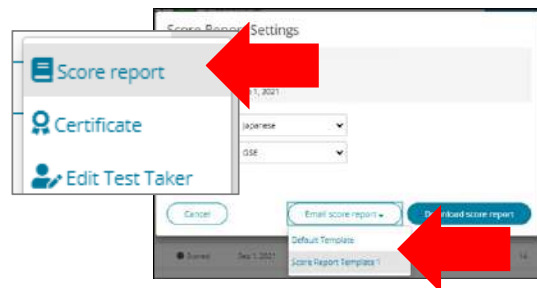 Score Report Settings
Score report
Certificate
Edit Test Taker
1, 2021
Japanese
GSE
Cancel
Email score report
Download score report
Default Template
Score Report Template 1
Scored Sep 1, 2021 14